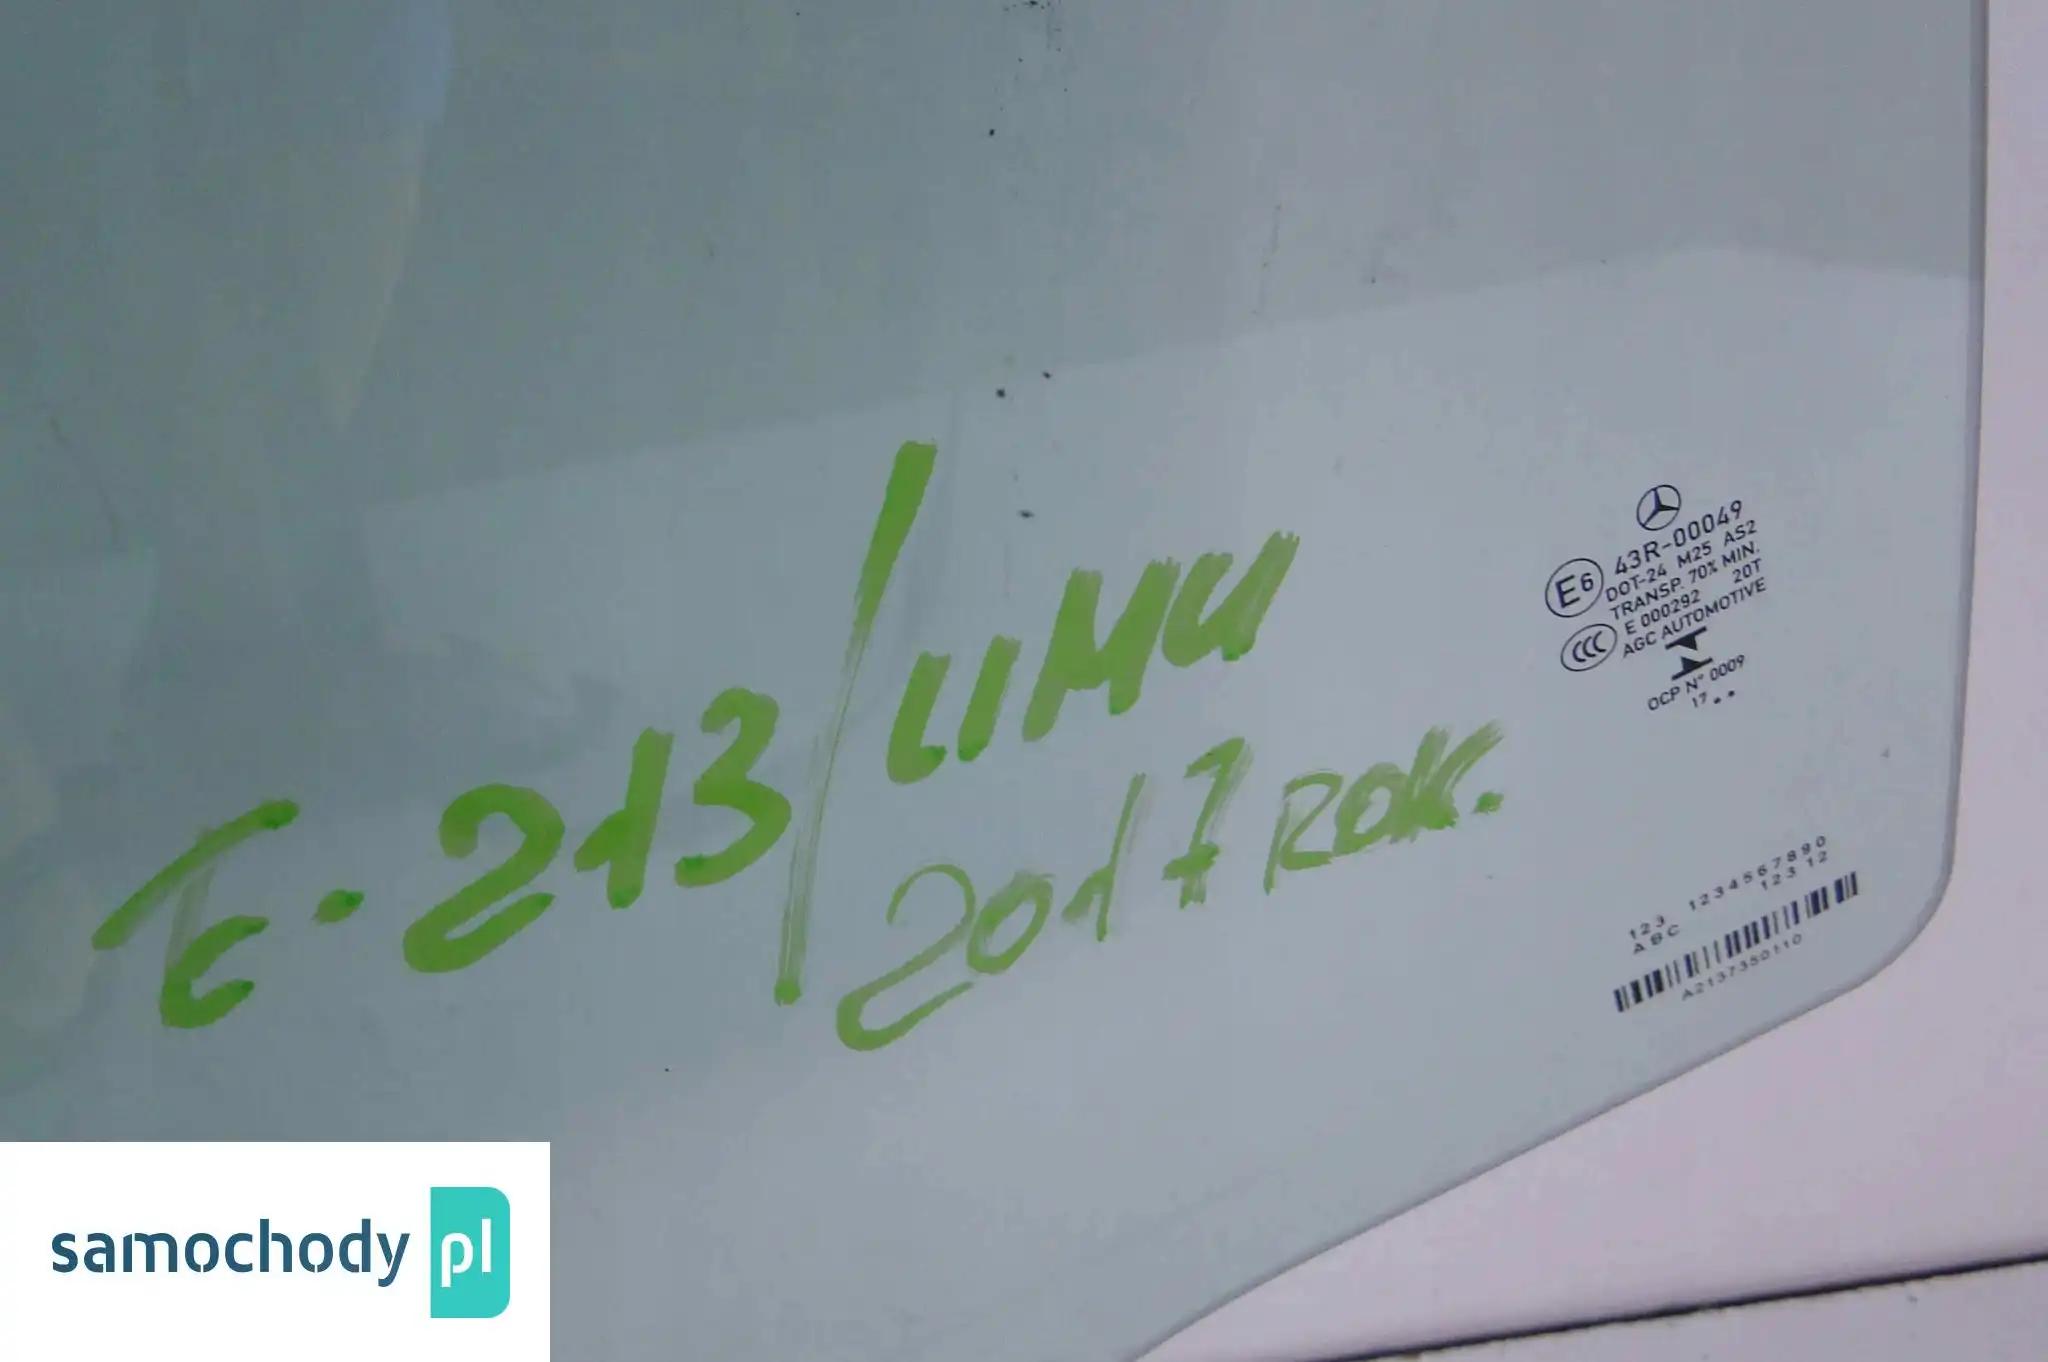 E-213/LIMU
2017 ROK.
43R-00049
E6
DOT-24 M25 AS2
TRANSP. 70% MIN.
E 000292 20T
CCC
AGC AUTOMOTIVE
OCP N° 0009
17..
123 1234567890
ABC 123 12
A2137350110
samochody pl